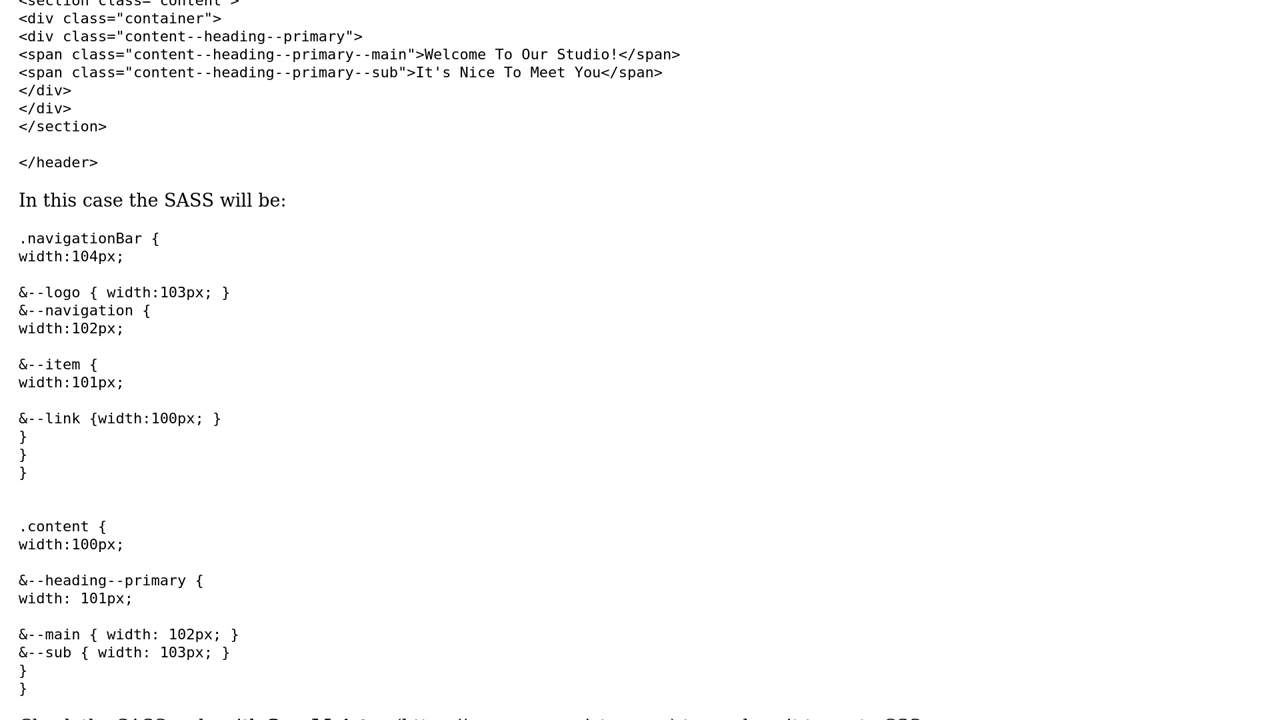 <section class="content">
<div class="container">
<div class="content--heading--primary">
<span class="content--heading--primary--main">Welcome To Our Studio!</span>
<span class="content--heading--primary--sub">It's Nice To Meet You</span>
</div>
</div>
</section>
</header>
In this case the SASS will be:
.navigationBar {
width:104px;
&--logo { width:103px; }
&--navigation {
width:102px;
&--item {
width:101px;
&--link {width:100px; }
}
}
}
.content {
width:100px;
&--heading--primary {
width: 101px;
&--main { width: 102px; }
&--sub { width: 103px; }
}
}